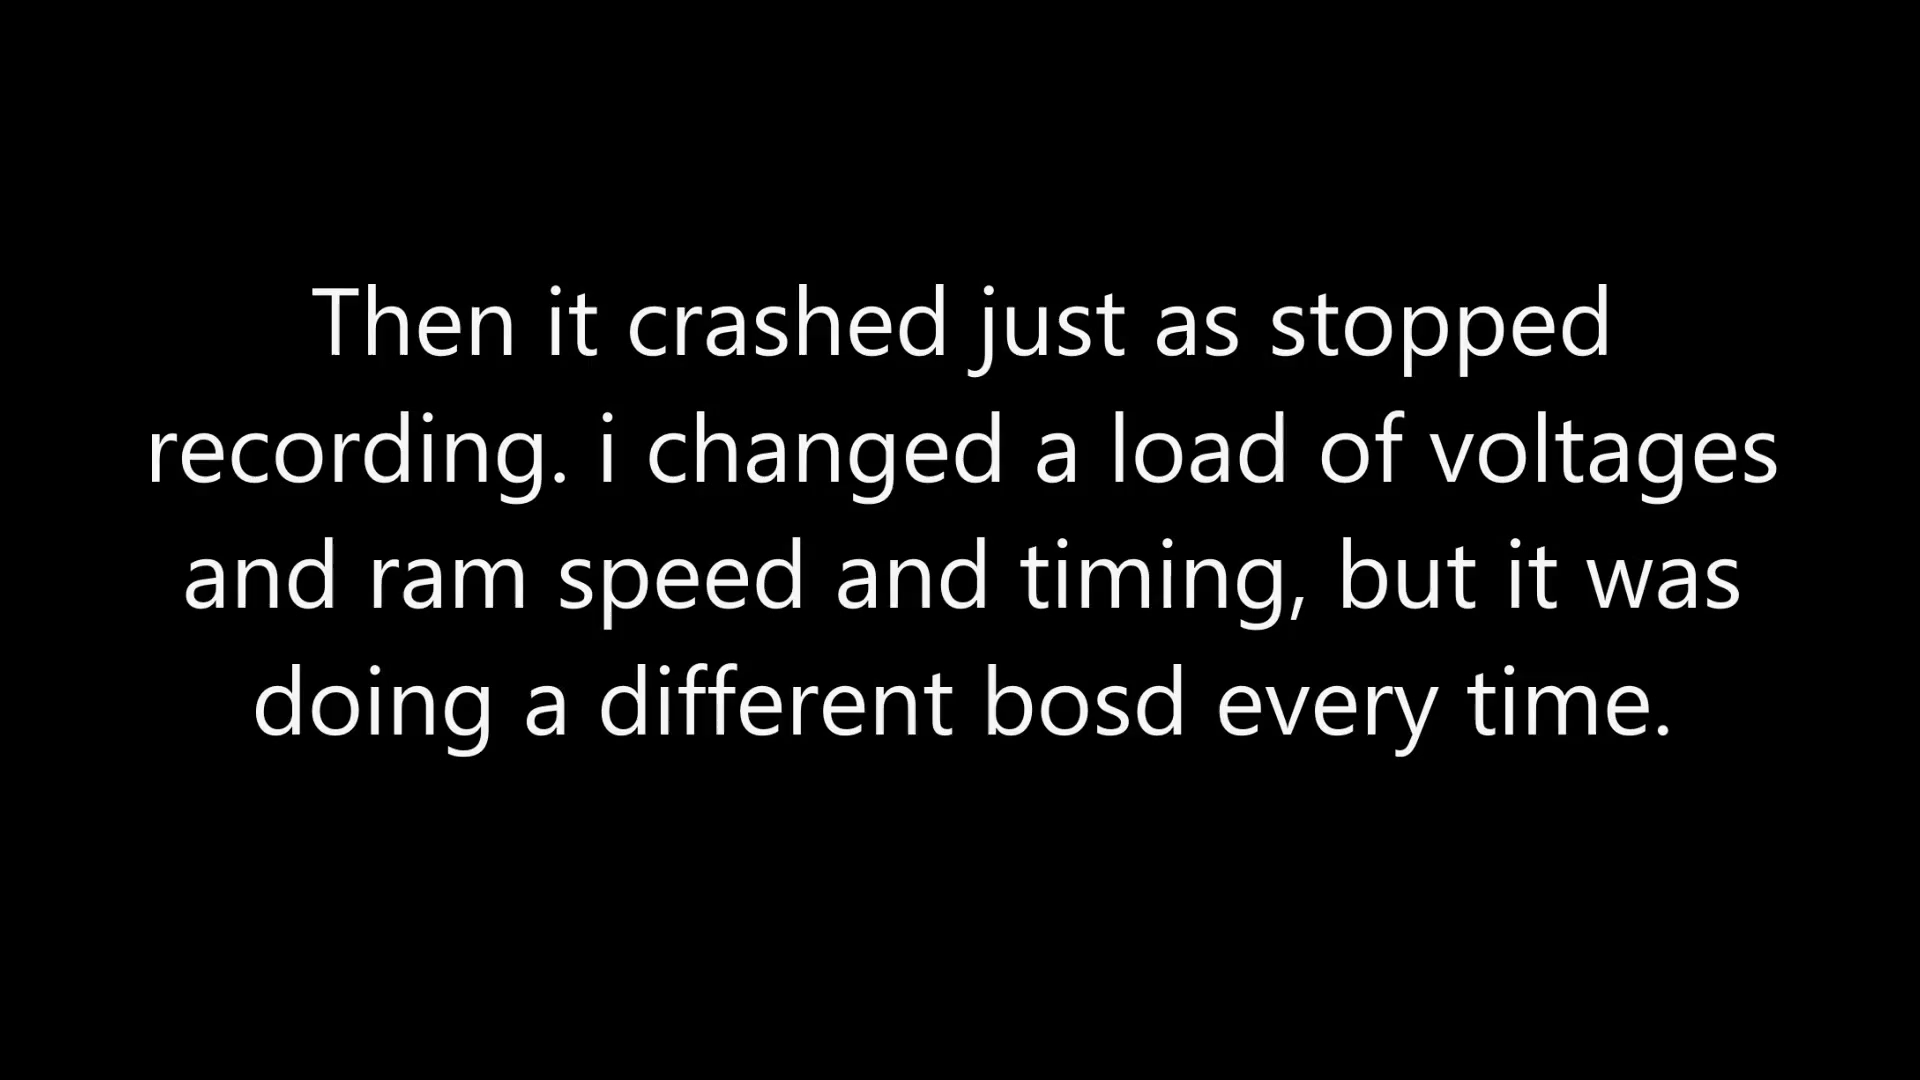 Then it crashed just as stopped
recording. i changed a load of voltages
and ram speed and timing, but it was
doing a different bosd every time.